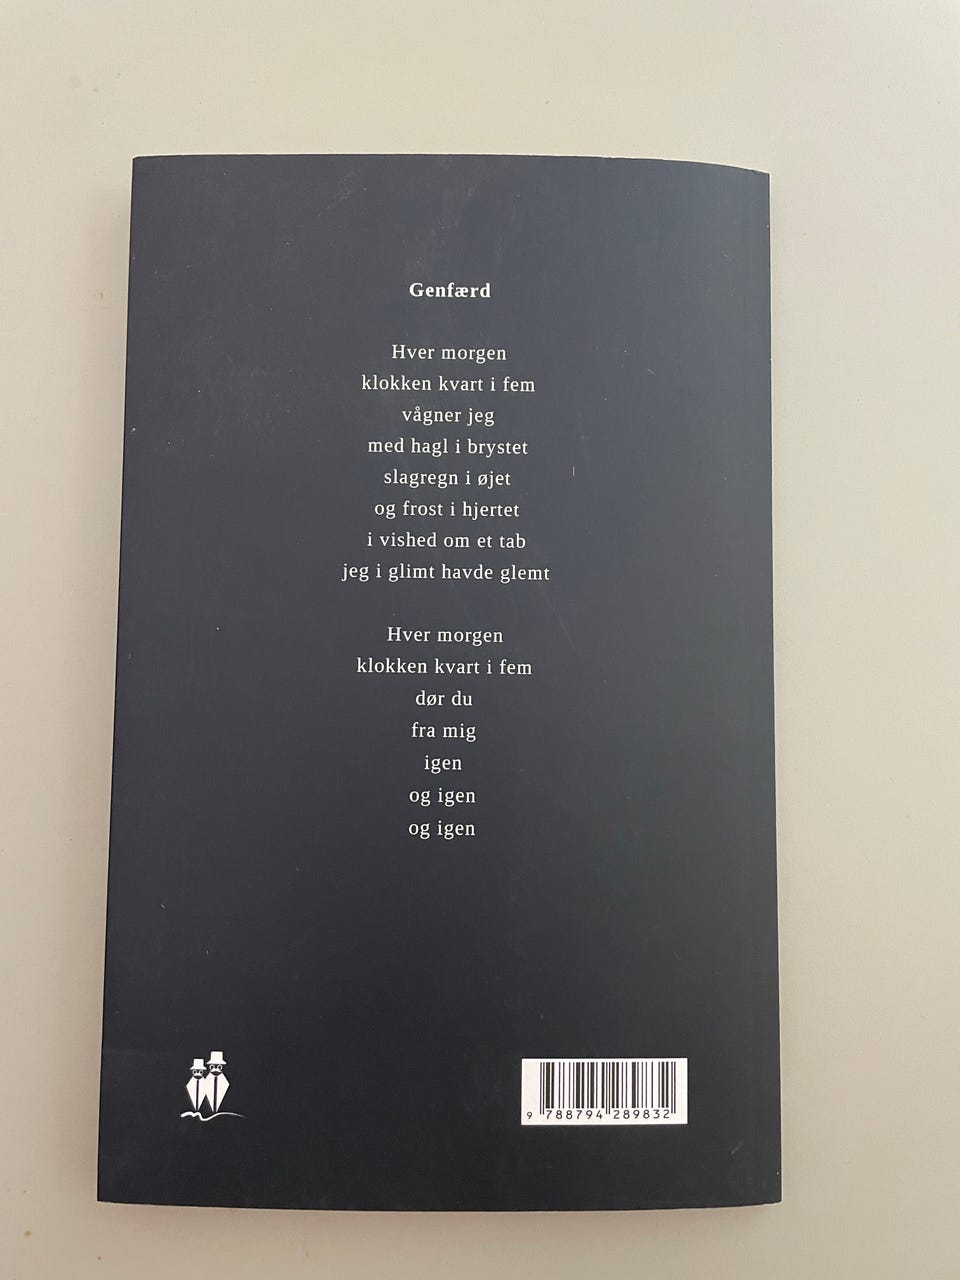 Genfærd
Hver morgen
klokken kvart i fem
vågner jeg
med hagl i brystet
slagregn i øjet
og frost i hjertet
i vished om et tab
jeg i glimt havde glemt
Hver morgen
klokken kvart i fem
dør du
fra mig
igen
og igen
og igen
9 788794 289832